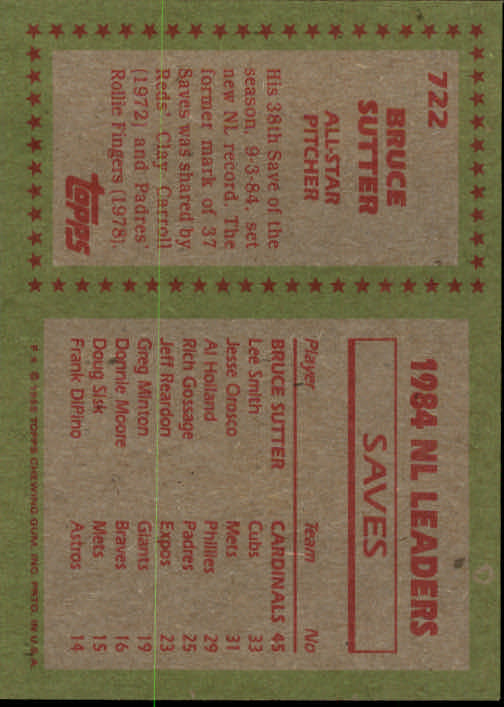 722
BRUCE
SUTTER
ALL-STAR
PITCHER
His 38th Save of the
season, 9-3-84, set
new NL record. The
former mark of 37
Saves was shared by
Reds' Clay Carroll
(1972) and Padres'
Rollie Fingers (1978).
topps
1984 NL LEADERS
SAVES
Player Team No
BRUCE SUTTER CARDINALS 45
Lee Smith Cubs 33
Jesse Orosco Mets 31
Al Holland Phillies 29
Rich Gossage Padres 25
Jeff Reardon Expos 23
Greg Minton Giants 19
Donnie Moore Braves 16
Doug Sisk Mets 15
Frank DiPino Astros 14
★★ © 1985 TOPPS CHEWING GUM, INC. PRTD. IN U.S.A.